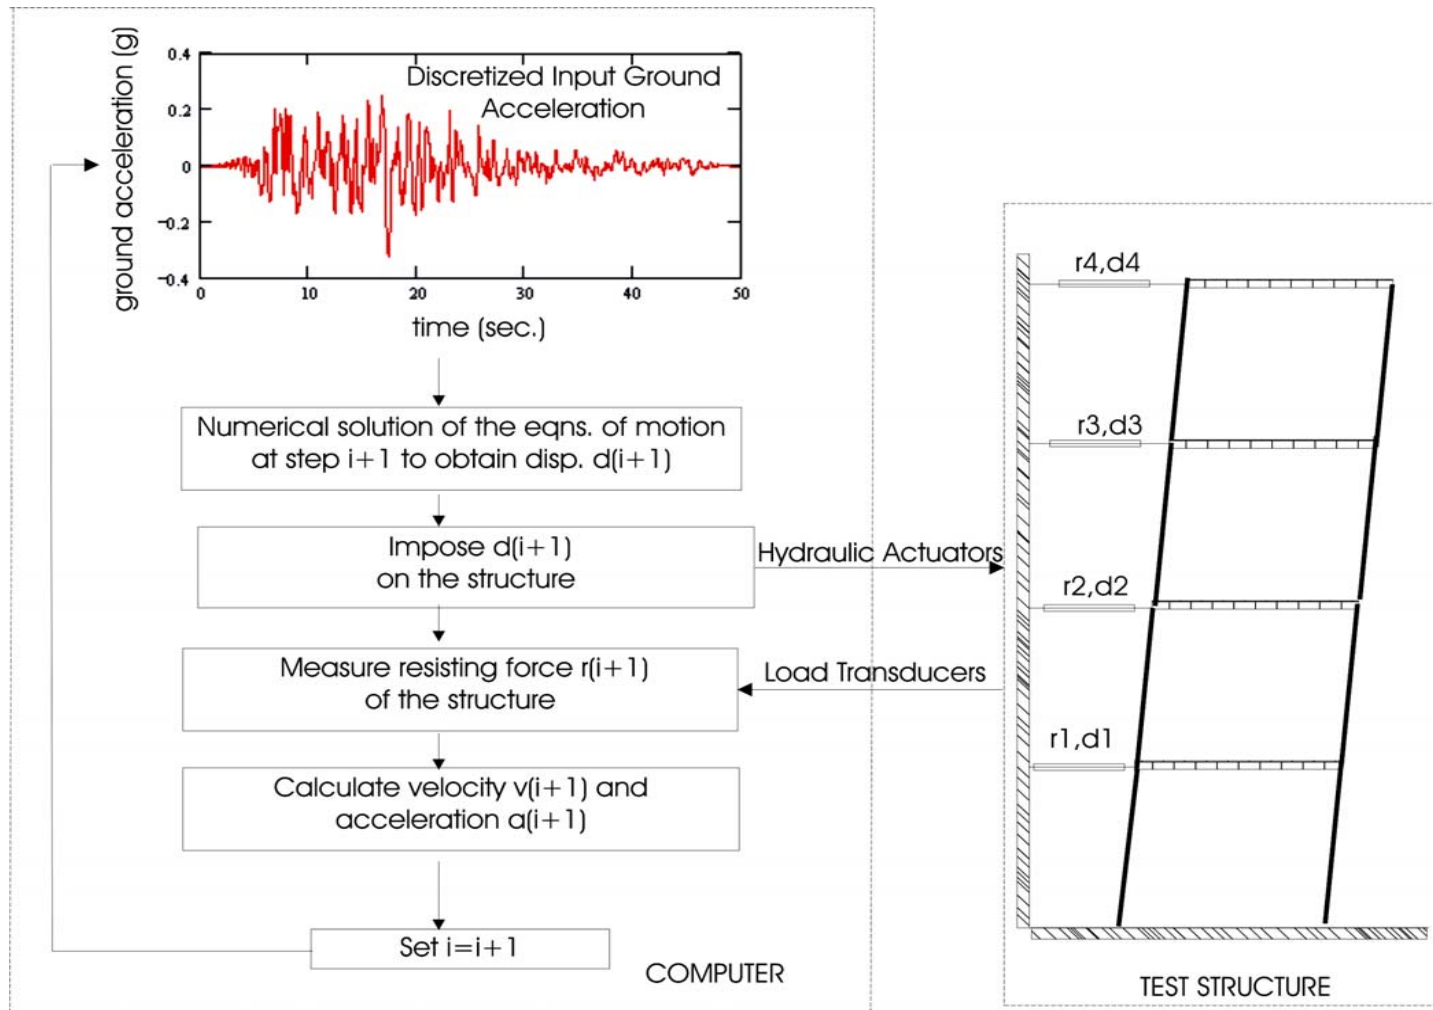 ground acceleration (g)
0.4
0.2
0
−0.2
−0.4
Discretized Input Ground
Acceleration
0 10 20 30 40 50
time (sec.)
Numerical solution of the eqns. of motion
at step i+1 to obtain disp. d(i+1)
Impose d(i+1)
on the structure
Hydraulic Actuators
Measure resisting force r(i+1)
of the structure
Load Transducers
Calculate velocity v(i+1) and
acceleration a(i+1)
Set i=i+1
COMPUTER
r4,d4
r3,d3
r2,d2
r1,d1
TEST STRUCTURE